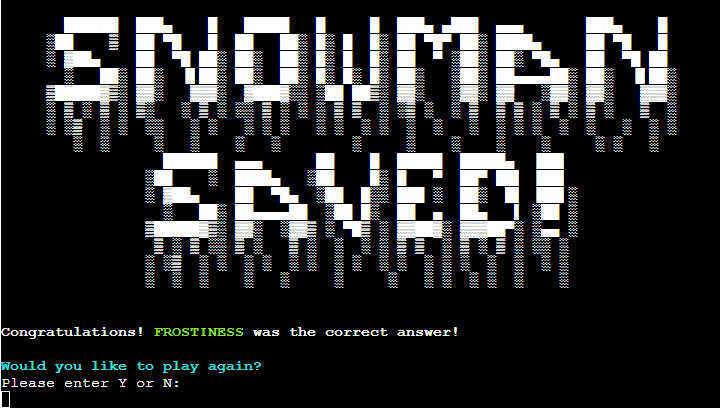 SNOWMAN
SAVED!
Congratulations! FROSTINESS was the correct answer!
Would you like to play again?
Please enter Y or N: